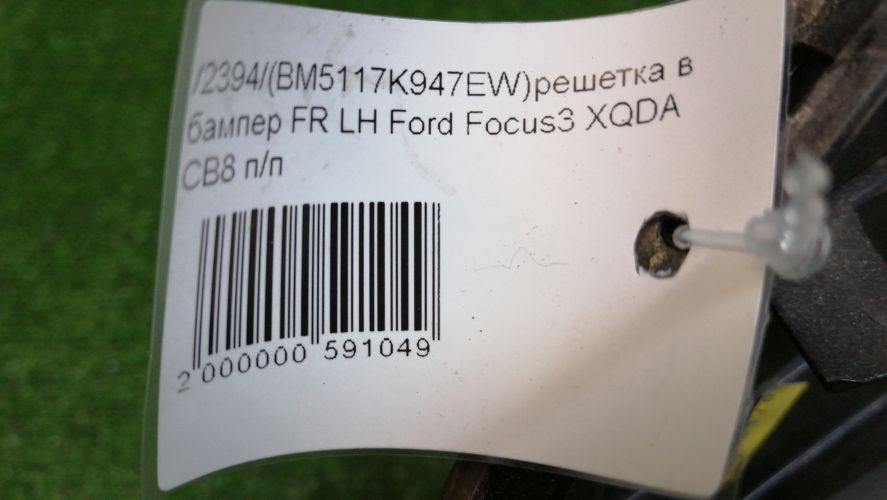 /2394/(BM5117K947EW)решетка в
бампер FR LH Ford Focus3 XQDA
CB8 п/п
2 000000 591049